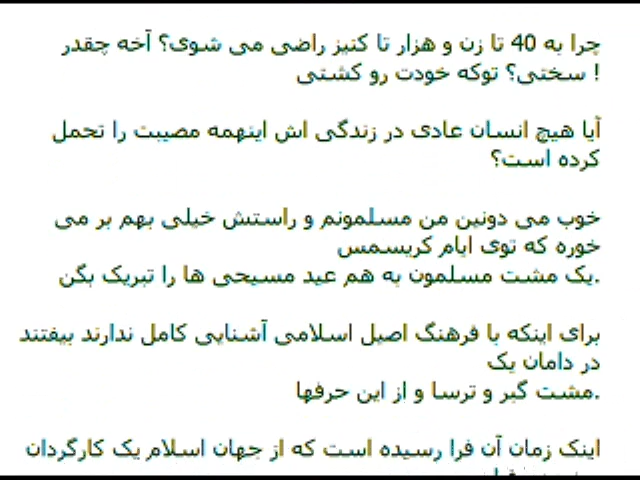 چرا به 40 تا زن و هزار تا کنیز راضی می شوی؟ آخه چقدر
سختی؟ توکه خودت رو کشتی !
آیا هیچ انسان عادی در زندگی اش اینهمه مصیبت را تحمل
کرده است؟
خوب می دونین من مسلمونم و راستش خیلی بهم بر می
خوره که توی ایام کریسمس
یک مشت مسلمون به هم عید مسیحی ها را تبریک بگن.
برای اینکه با فرهنگ اصیل اسلامی آشنایی کامل ندارند بیفتند
در دامان یک
مشت گبر و ترسا و از این حرفها.
اینک زمان آن فرا رسیده است که از جهان اسلام یک کارگردان